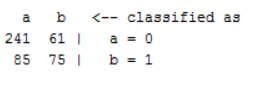 a b <-- classified as
241 61 | a = 0
85 75 | b = 1